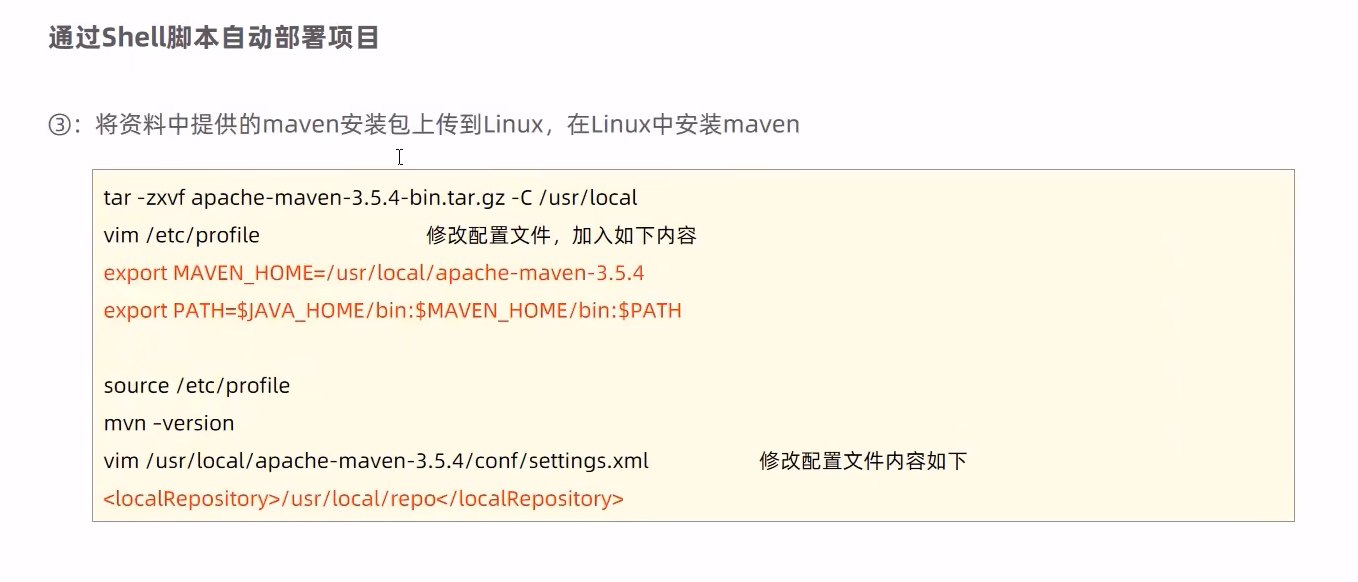 通过Shell脚本自动部署项目
③：将资料中提供的maven安装包上传到Linux，在Linux中安装maven
tar -zxvf apache-maven-3.5.4-bin.tar.gz -C /usr/local
vim /etc/profile 修改配置文件，加入如下内容
export MAVEN_HOME=/usr/local/apache-maven-3.5.4
export PATH=$JAVA_HOME/bin:$MAVEN_HOME/bin:$PATH
source /etc/profile
mvn –version
vim /usr/local/apache-maven-3.5.4/conf/settings.xml 修改配置文件内容如下
<localRepository>/usr/local/repo</localRepository>